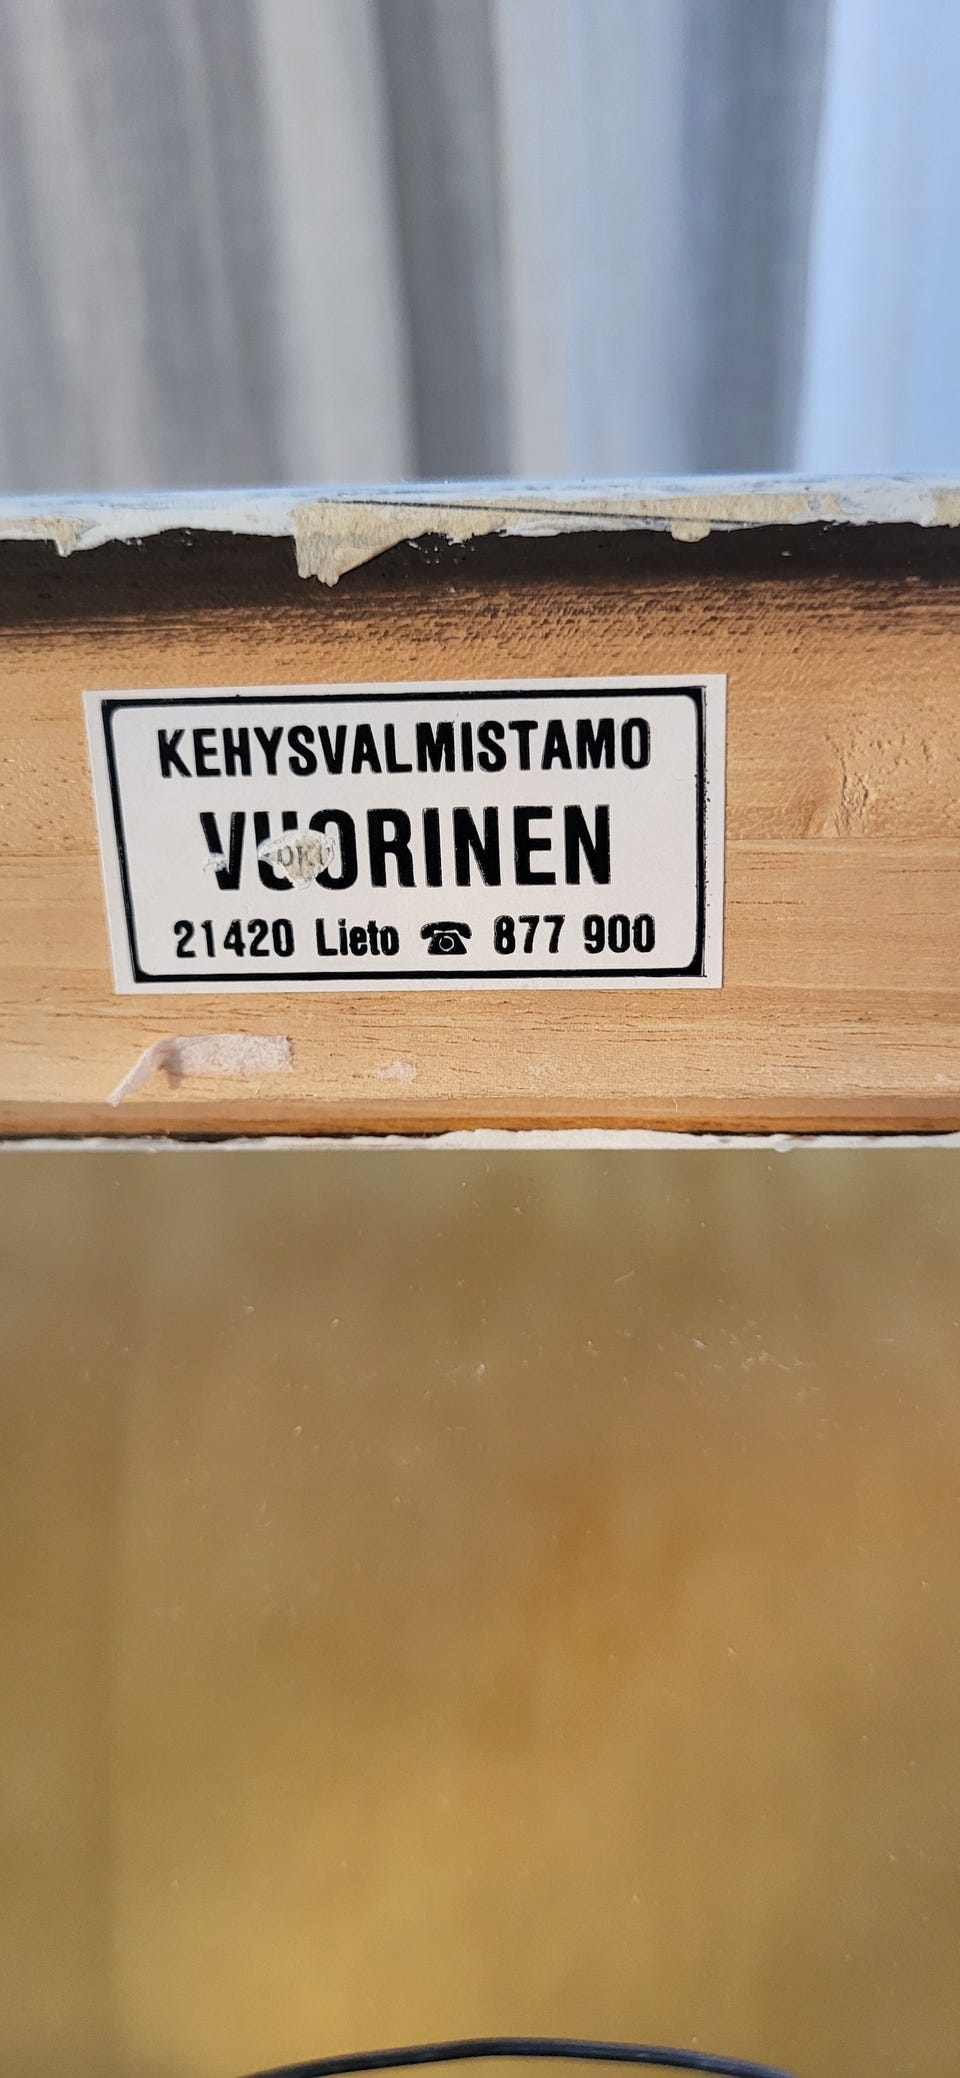 KEHYSVALMISTAMO
VUORINEN
21420 Lieto ☎ 877 900